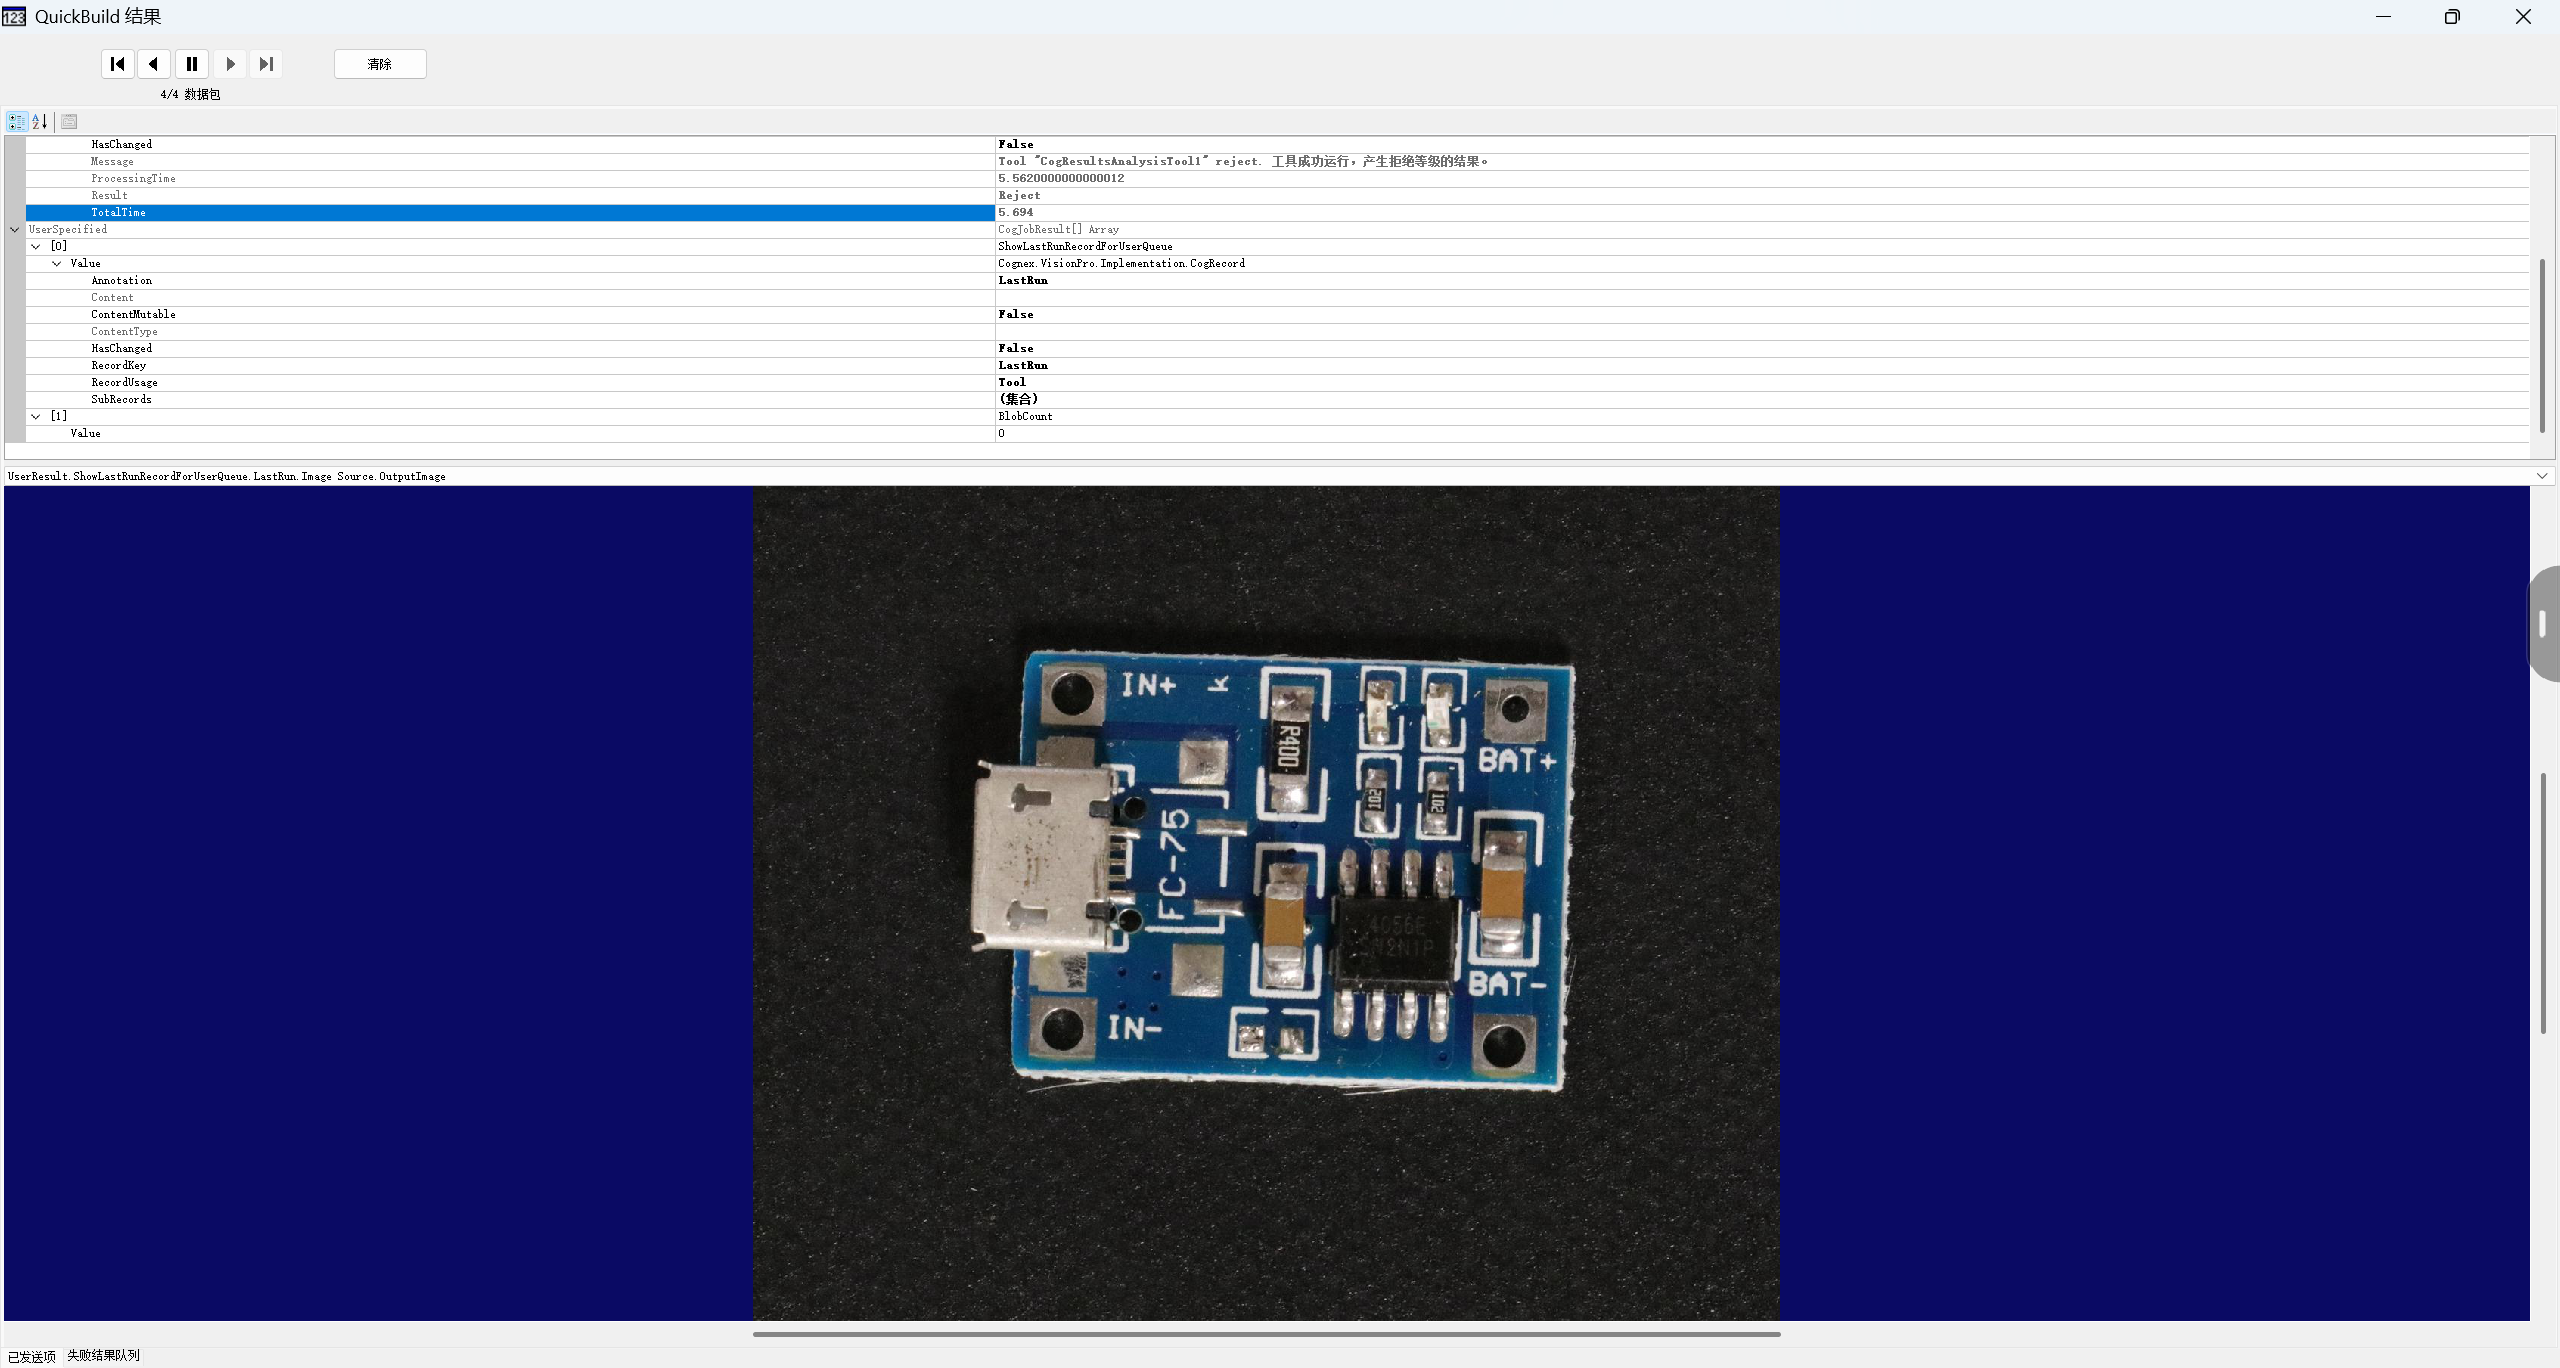 QuickBuild 结果
清除
4/4 数据包
HasChanged False
Message Tool "CogResultsAnalysisTool1" reject. 工具成功运行，产生拒绝等级的结果。
ProcessingTime 5.5620000000000012
Result Reject
TotalTime 5.694
UserSpecified CogJobResult[] Array
[0] ShowLastRunRecordForUserQueue
Value Cognex.VisionPro.Implementation.CogRecord
Annotation LastRun
Content
ContentMutable False
ContentType
HasChanged False
RecordKey LastRun
RecordUsage Tool
SubRecords (集合)
[1] BlobCount
Value 0
UserResult.ShowLastRunRecordForUserQueue.LastRun.Image Source.OutputImage
IN+ K
R400
BAT+
102 102
FC-75
4056E
BAT-
IN-
已发送项 失败结果队列